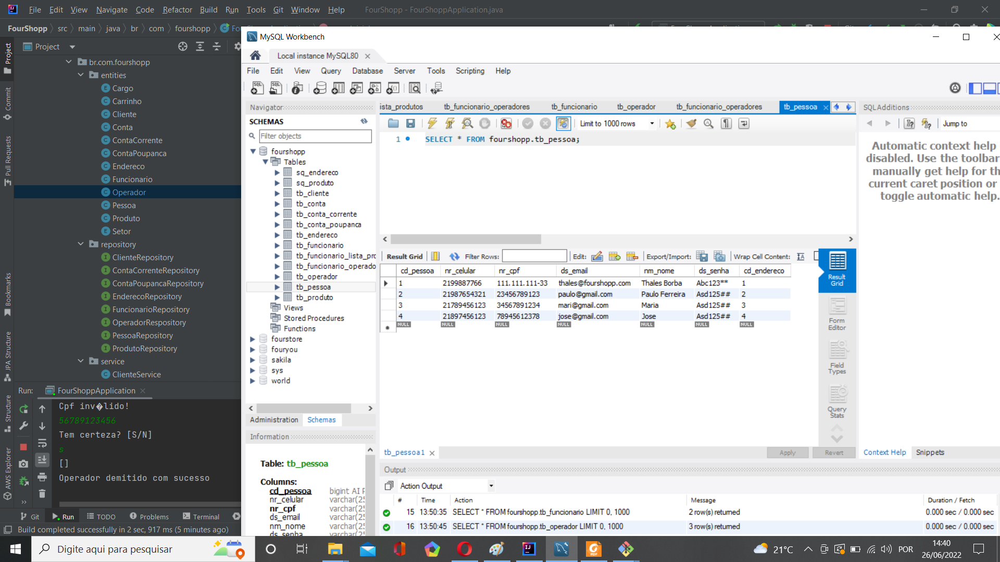 File Edit View Navigate Code Refactor Build Run Tools Git Window Help FourShopp - FourShoppApplication.java
FourShopp src main java br com fourshopp
Project
br.com.fourshopp
entities
Cargo
Carrinho
Cliente
Conta
ContaCorrente
ContaPoupanca
Endereco
Funcionario
Operador
Pessoa
Produto
Setor
repository
ClienteRepository
ContaCorrenteRepository
ContaPoupancaRepository
EnderecoRepository
FuncionarioRepository
OperadorRespository
PessoaRepository
ProdutoRepository
service
ClienteService
Project
Commit
Pull Requests
Bookmarks
JPA Structure
Structure
AWS Explorer
Run: FourShoppApplication
Cpf inv�lido!
56789123456
Tem certeza? [S/N]
s
[]
Operador demitido com sucesso
Git Run TODO Problems Terminal
Build completed successfully in 2 sec, 917 ms (5 minutes ago)
MySQL Workbench
Local instance MySQL80
File Edit View Query Database Server Tools Scripting Help
Navigator
SCHEMAS
Filter objects
fourshopp
Tables
sq_endereco
sq_produto
tb_cliente
tb_conta
tb_conta_corrente
tb_conta_poupanca
tb_endereco
tb_funcionario
tb_funcionario_lista_pro
tb_funcionario_operado
tb_operador
tb_pessoa
tb_produto
Views
Stored Procedures
Functions
fourstore
fouryou
sakila
sys
world
Administration Schemas
Information
Table: tb_pessoa
Columns:
cd_pessoa bigint AI P
nr_celular varchar(25
nr_cpf varchar(25
ds_email varchar(25
nm_nome varchar(25
ds_senha varchar(25
ista_produtos tb_funcionario_operadores tb_funcionario tb_operador tb_funcionario_operadores tb_pessoa
Limit to 1000 rows
1 SELECT * FROM fourshopp.tb_pessoa;
Result Grid Filter Rows: Edit: Export/Import: Wrap Cell Content:
cd_pessoa nr_celular nr_cpf ds_email nm_nome ds_senha cd_endereco
1 2199887766 111.111.111-33 thales@fourshopp.com Thales Borba Abc123** 1
2 21987654321 23456789123 paulo@gmail.com Paulo Ferreira Asd125## 2
3 21789456123 34567891234 mari@gmail.com Maria Asd125## 3
4 21897456123 78945612378 jose@gmail.com Jose Asd125## 4
NULL NULL NULL NULL NULL NULL NULL
Result Grid
Form Editor
Field Types
Query Stats
tb_pessoa1 Apply Revert
SQLAdditions
Jump to
Automatic context help
disabled. Use the toolbar
manually get help for th
current caret position or
toggle automatic help.
Context Help Snippets
Output
Action Output
# Time Action Message Duration / Fetch
15 13:50:35 SELECT * FROM fourshopp.tb_funcionario LIMIT 0, 1000 2 row(s) returned 0.000 sec / 0.000 sec
16 13:50:45 SELECT * FROM fourshopp.tb_operador LIMIT 0, 1000 3 row(s) returned 0.000 sec / 0.000 sec
Digite aqui para pesquisar
21°C POR 14:40
26/06/2022